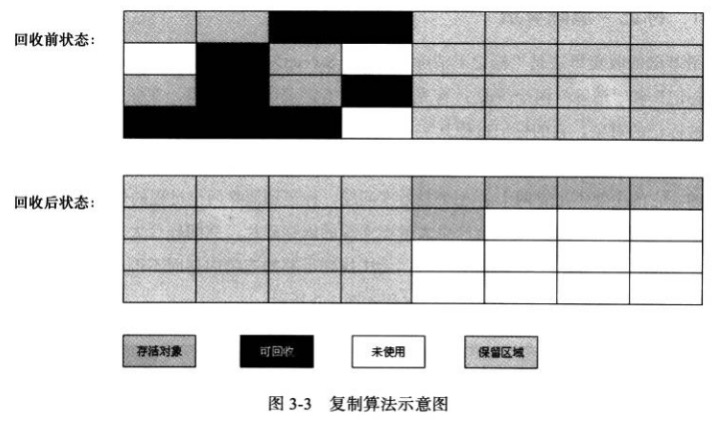 回收前状态：
回收后状态：
存活对象
可回收
未使用
保留区域
图 3-3 复制算法示意图